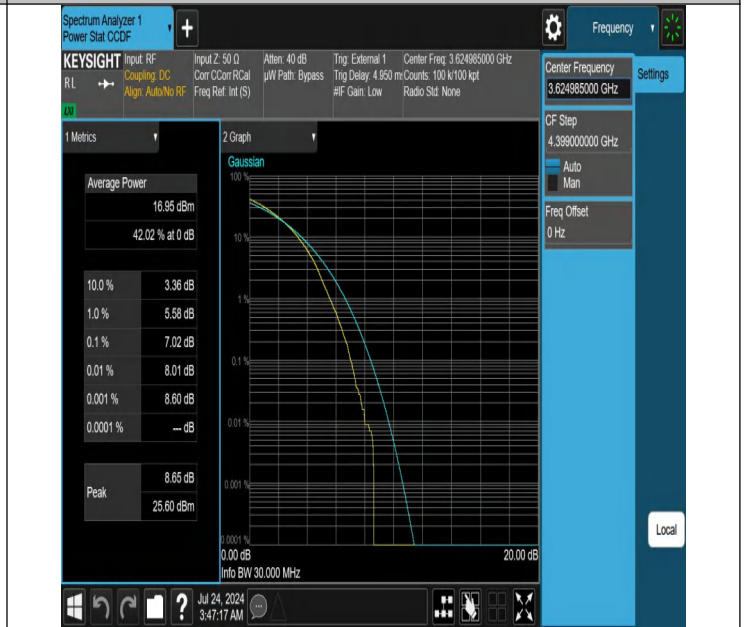 Spectrum Analyzer 1
Power Stat CCDF
+
Frequency
KEYSIGHT
RL
Input: RF
Coupling: DC
Align: Auto/No RF
Input Z: 50 Ω
Corr CCorr RCal
Freq Ref: Int (S)
Atten: 40 dB
µW Path: Bypass
Trig: External 1
Trig Delay: 4.950 ms
#IF Gain: Low
Center Freq: 3.624985000 GHz
Counts: 100 k/100 kpt
Radio Std: None
Center Frequency
3.624985000 GHz
Settings
CF Step
4.399000000 GHz
Auto
Man
Freq Offset
0 Hz
1 Metrics
Average Power
16.95 dBm
42.02 % at 0 dB
10.0 % 3.36 dB
1.0 % 5.58 dB
0.1 % 7.02 dB
0.01 % 8.01 dB
0.001 % 8.60 dB
0.0001 % --- dB
Peak
8.65 dB
25.60 dBm
2 Graph
Gaussian
100 %
10 %
1 %
0.1 %
0.01 %
0.001 %
0.0001 %
0.00 dB
20.00 dB
Info BW 30.000 MHz
Local
?
Jul 24, 2024
3:47:17 AM